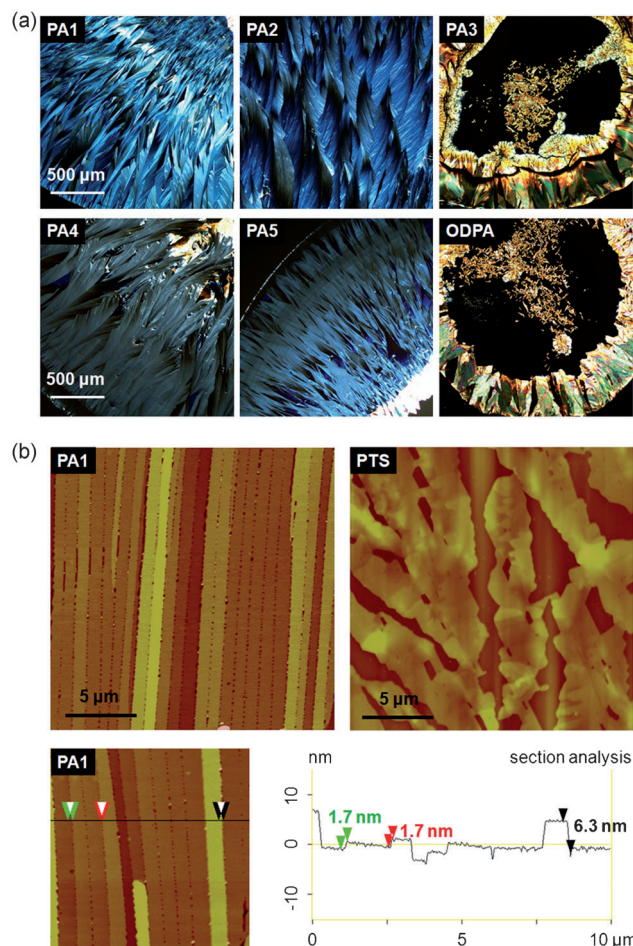 (a)
PA1 PA2 PA3
500 µm
PA4 PA5 ODPA
500 µm
(b)
PA1 PTS
5 µm 5 µm
PA1
nm section analysis
10
0
-10
1.7 nm 1.7 nm 6.3 nm
0 5 10 µm